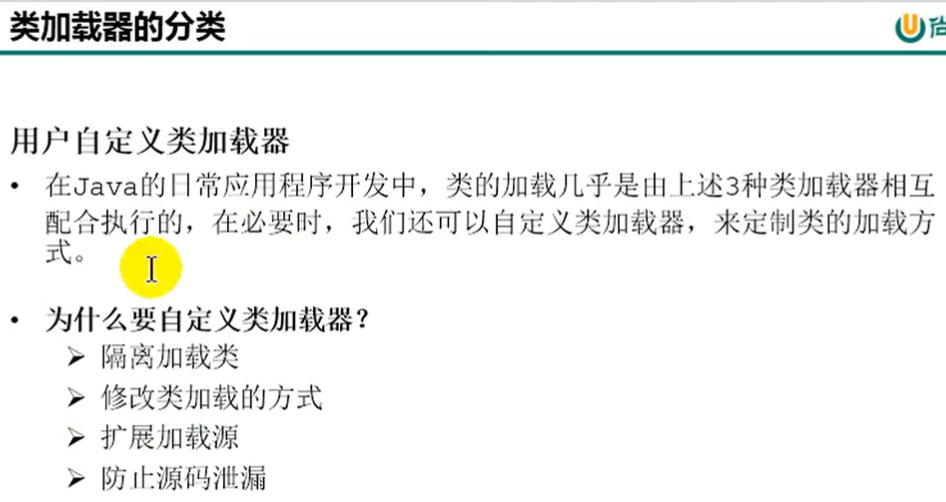 类加载器的分类
尚
用户自定义类加载器
• 在Java的日常应用程序开发中，类的加载几乎是由上述3种类加载器相互
配合执行的，在必要时，我们还可以自定义类加载器，来定制类的加载方
式。
• 为什么要自定义类加载器？
➢ 隔离加载类
➢ 修改类加载的方式
➢ 扩展加载源
➢ 防止源码泄漏